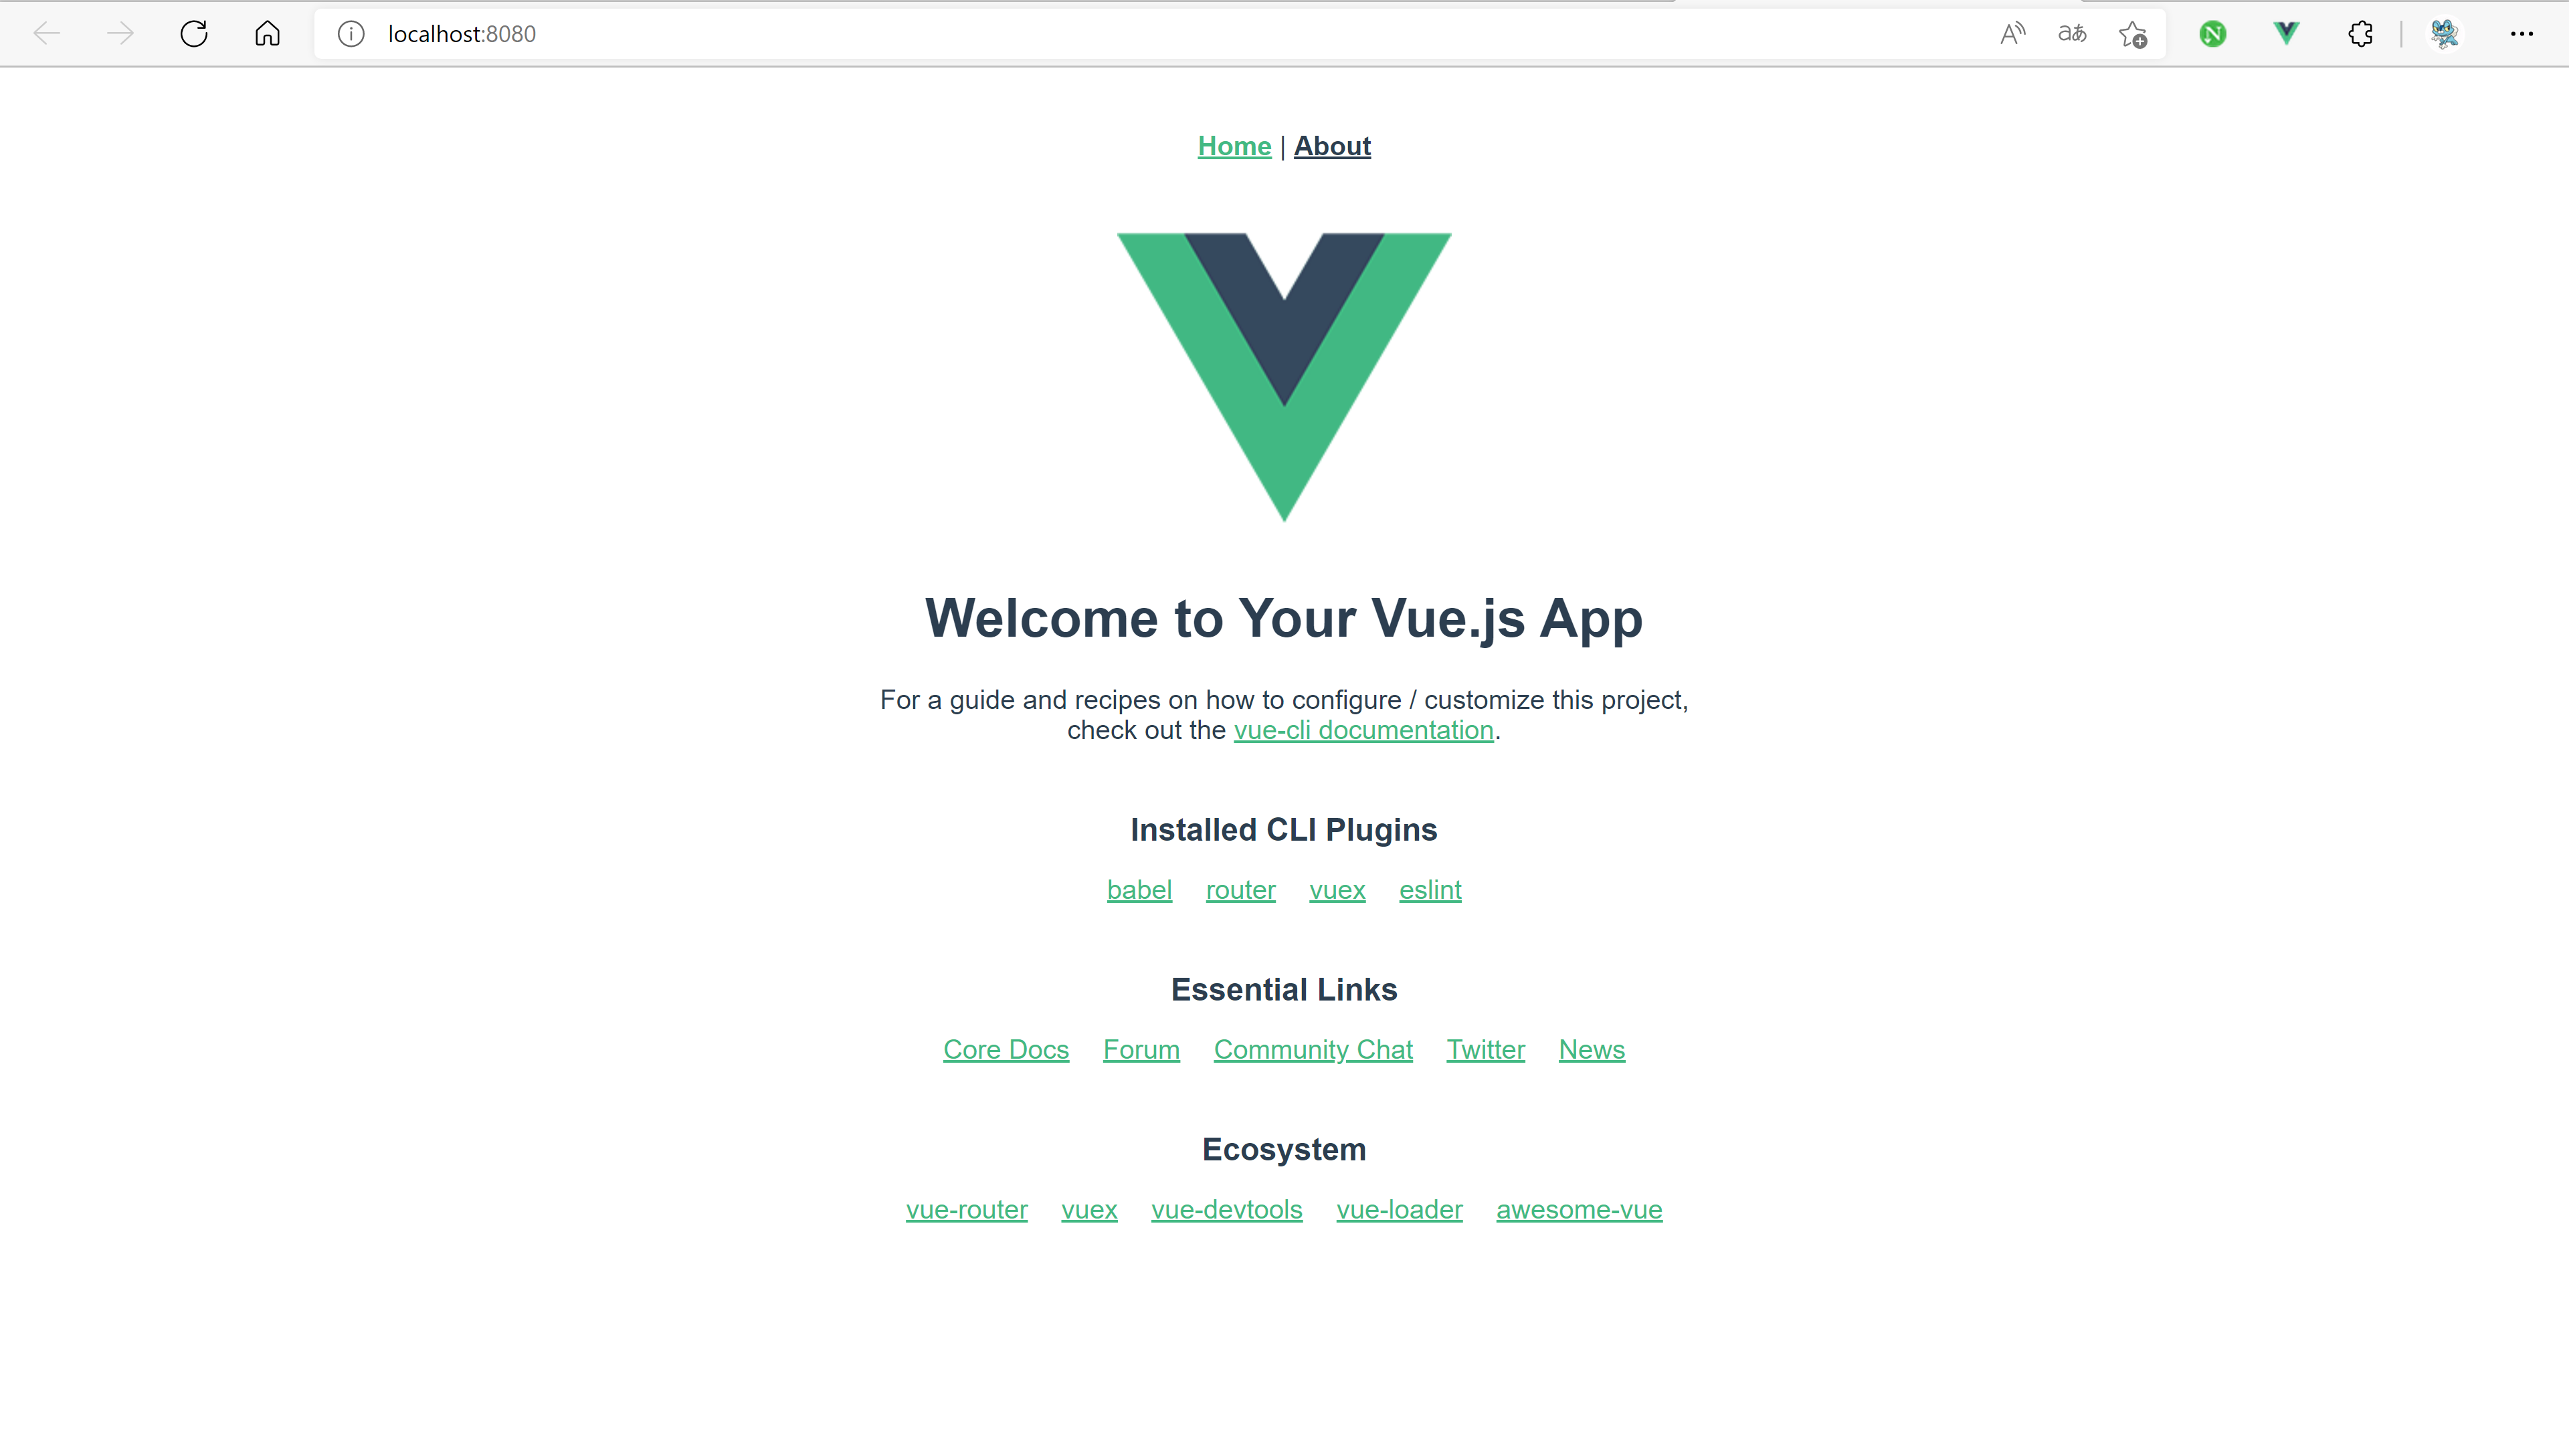 localhost:8080
Home | About
Welcome to Your Vue.js App
For a guide and recipes on how to configure / customize this project,
check out the vue-cli documentation.
Installed CLI Plugins
babel router vuex eslint
Essential Links
Core Docs Forum Community Chat Twitter News
Ecosystem
vue-router vuex vue-devtools vue-loader awesome-vue